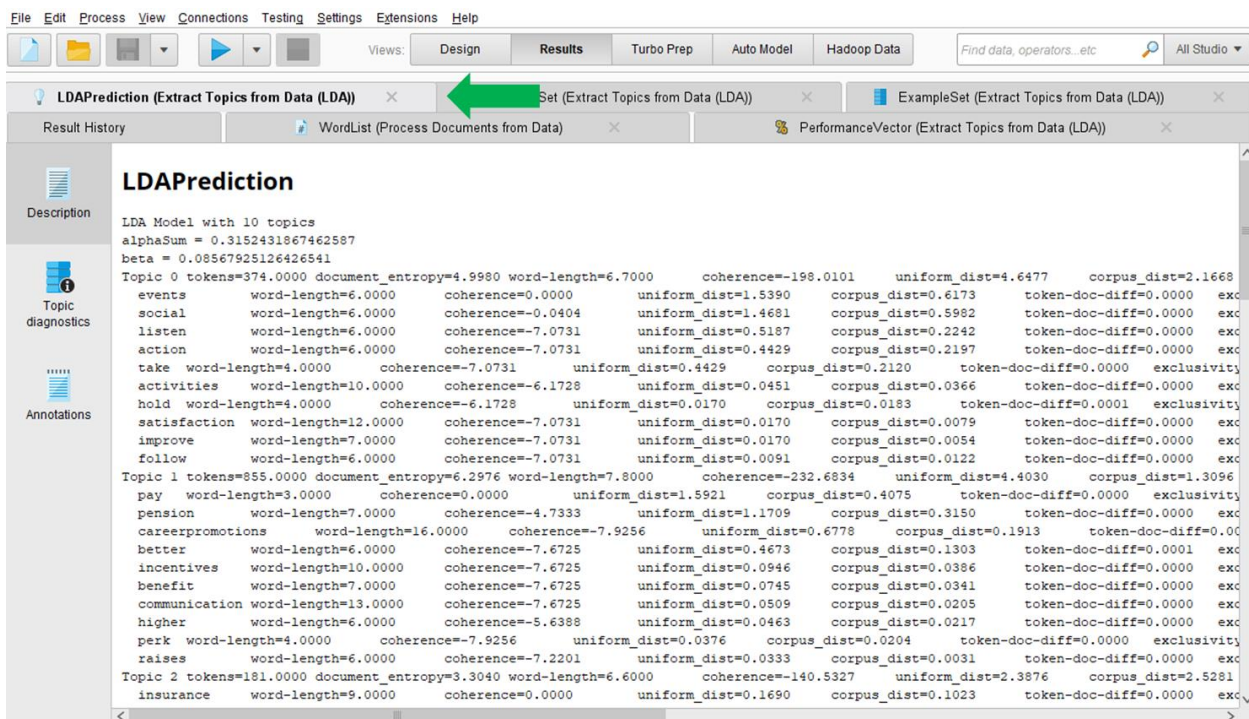 File Edit Process View Connections Testing Settings Extensions Help
Views: Design Results Turbo Prep Auto Model Hadoop Data Find data, operators...etc All Studio
LDAPrediction (Extract Topics from Data (LDA)) Set (Extract Topics from Data (LDA)) ExampleSet (Extract Topics from Data (LDA))
Result History WordList (Process Documents from Data) PerformanceVector (Extract Topics from Data (LDA))
Description
Topic diagnostics
Annotations
LDAPrediction
LDA Model with 10 topics
alphaSum = 0.3152431867462587
beta = 0.08567925126426541
Topic 0 tokens=374.0000 document_entropy=4.9980 word-length=6.7000 coherence=-198.0101 uniform_dist=4.6477 corpus_dist=2.1668
events word-length=6.0000 coherence=0.0000 uniform_dist=1.5390 corpus_dist=0.6173 token-doc-diff=0.0000 exc
social word-length=6.0000 coherence=-0.0404 uniform_dist=1.4681 corpus_dist=0.5982 token-doc-diff=0.0000 exc
listen word-length=6.0000 coherence=-7.0731 uniform_dist=0.5187 corpus_dist=0.2242 token-doc-diff=0.0000 exc
action word-length=6.0000 coherence=-7.0731 uniform_dist=0.4429 corpus_dist=0.2197 token-doc-diff=0.0000 exc
take word-length=4.0000 coherence=-7.0731 uniform_dist=0.4429 corpus_dist=0.2120 token-doc-diff=0.0000 exclusivity
activities word-length=10.0000 coherence=-6.1728 uniform_dist=0.0451 corpus_dist=0.0366 token-doc-diff=0.0000 exc
hold word-length=4.0000 coherence=-6.1728 uniform_dist=0.0170 corpus_dist=0.0183 token-doc-diff=0.0001 exclusivity
satisfaction word-length=12.0000 coherence=-7.0731 uniform_dist=0.0170 corpus_dist=0.0079 token-doc-diff=0.0000 exc
improve word-length=7.0000 coherence=-7.0731 uniform_dist=0.0170 corpus_dist=0.0054 token-doc-diff=0.0000 exc
follow word-length=6.0000 coherence=-7.0731 uniform_dist=0.0091 corpus_dist=0.0122 token-doc-diff=0.0000 exc
Topic 1 tokens=855.0000 document_entropy=6.2976 word-length=7.8000 coherence=-232.6834 uniform_dist=4.4030 corpus_dist=1.3096
pay word-length=3.0000 coherence=0.0000 uniform_dist=1.5921 corpus_dist=0.4075 token-doc-diff=0.0000 exclusivity
pension word-length=7.0000 coherence=-4.7333 uniform_dist=1.1709 corpus_dist=0.3150 token-doc-diff=0.0000 exc
careerpromotions word-length=16.0000 coherence=-7.9256 uniform_dist=0.6778 corpus_dist=0.1913 token-doc-diff=0.00
better word-length=6.0000 coherence=-7.6725 uniform_dist=0.4673 corpus_dist=0.1303 token-doc-diff=0.0001 exc
incentives word-length=10.0000 coherence=-7.6725 uniform_dist=0.0946 corpus_dist=0.0386 token-doc-diff=0.0000 exc
benefit word-length=7.0000 coherence=-7.6725 uniform_dist=0.0745 corpus_dist=0.0341 token-doc-diff=0.0000 exc
communication word-length=13.0000 coherence=-7.6725 uniform_dist=0.0509 corpus_dist=0.0205 token-doc-diff=0.0000 exc
higher word-length=6.0000 coherence=-5.6388 uniform_dist=0.0463 corpus_dist=0.0217 token-doc-diff=0.0000 exc
perk word-length=4.0000 coherence=-7.9256 uniform_dist=0.0376 corpus_dist=0.0204 token-doc-diff=0.0000 exclusivity
raises word-length=6.0000 coherence=-7.2201 uniform_dist=0.0333 corpus_dist=0.0031 token-doc-diff=0.0000 exc
Topic 2 tokens=181.0000 document_entropy=3.3040 word-length=6.6000 coherence=-140.5327 uniform_dist=2.3876 corpus_dist=2.5281
insurance word-length=9.0000 coherence=0.0000 uniform_dist=0.1690 corpus_dist=0.1023 token-doc-diff=0.0000 exc